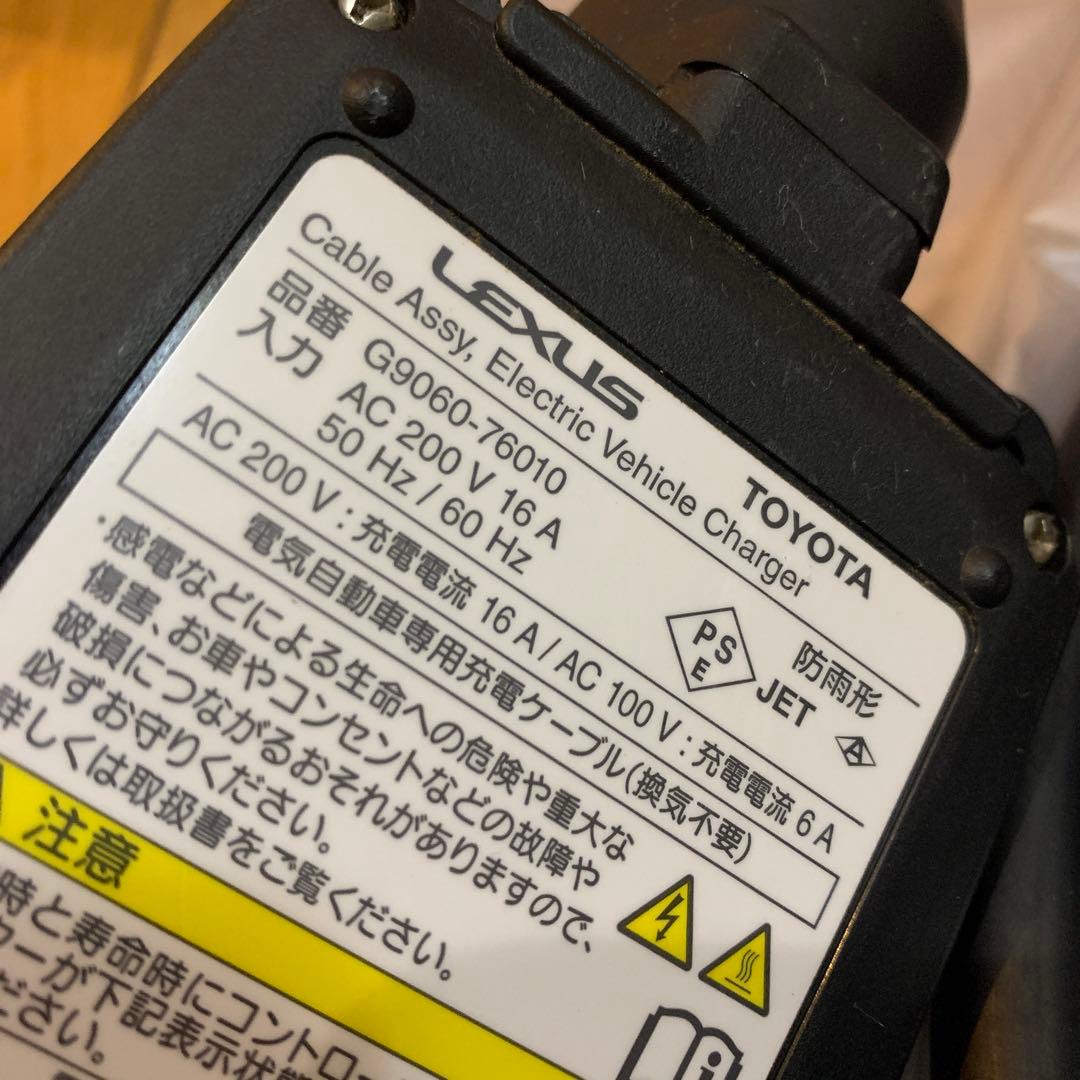 LEXUS
TOYOTA
Cable Assy, Electric Vehicle Charger
品番 G9060-76010
入力 AC 200 V 16 A
50 Hz / 60 Hz
防雨形
PS
E
JET
AC 200 V : 充電電流 16 A / AC 100 V : 充電電流 6 A
電気自動車専用充電ケーブル(換気不要)
・感電などによる生命への危険や重大な
傷害、お車やコンセントなどの故障や
破損につながるおそれがありますので、
必ずお守りください。
詳しくは取扱書をご覧ください。
注意
時と寿命時にコントロー
ーが下記表示状態
ださい。